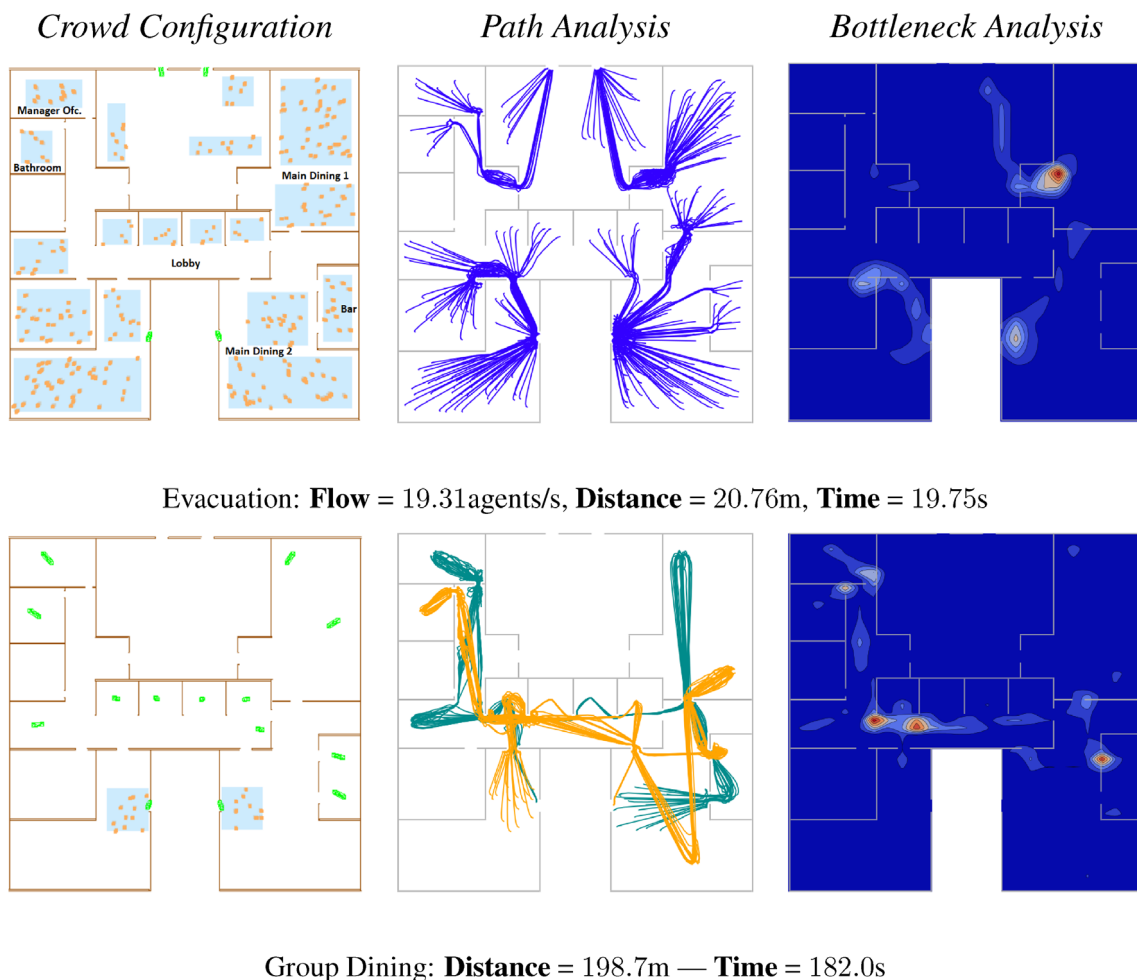 Crowd Configuration Path Analysis Bottleneck Analysis
Manager Ofc.
Bathroom
Main Dining 1
Lobby
Bar
Main Dining 2
Evacuation: Flow = 19.31agents/s, Distance = 20.76m, Time = 19.75s
Group Dining: Distance = 198.7m — Time = 182.0s